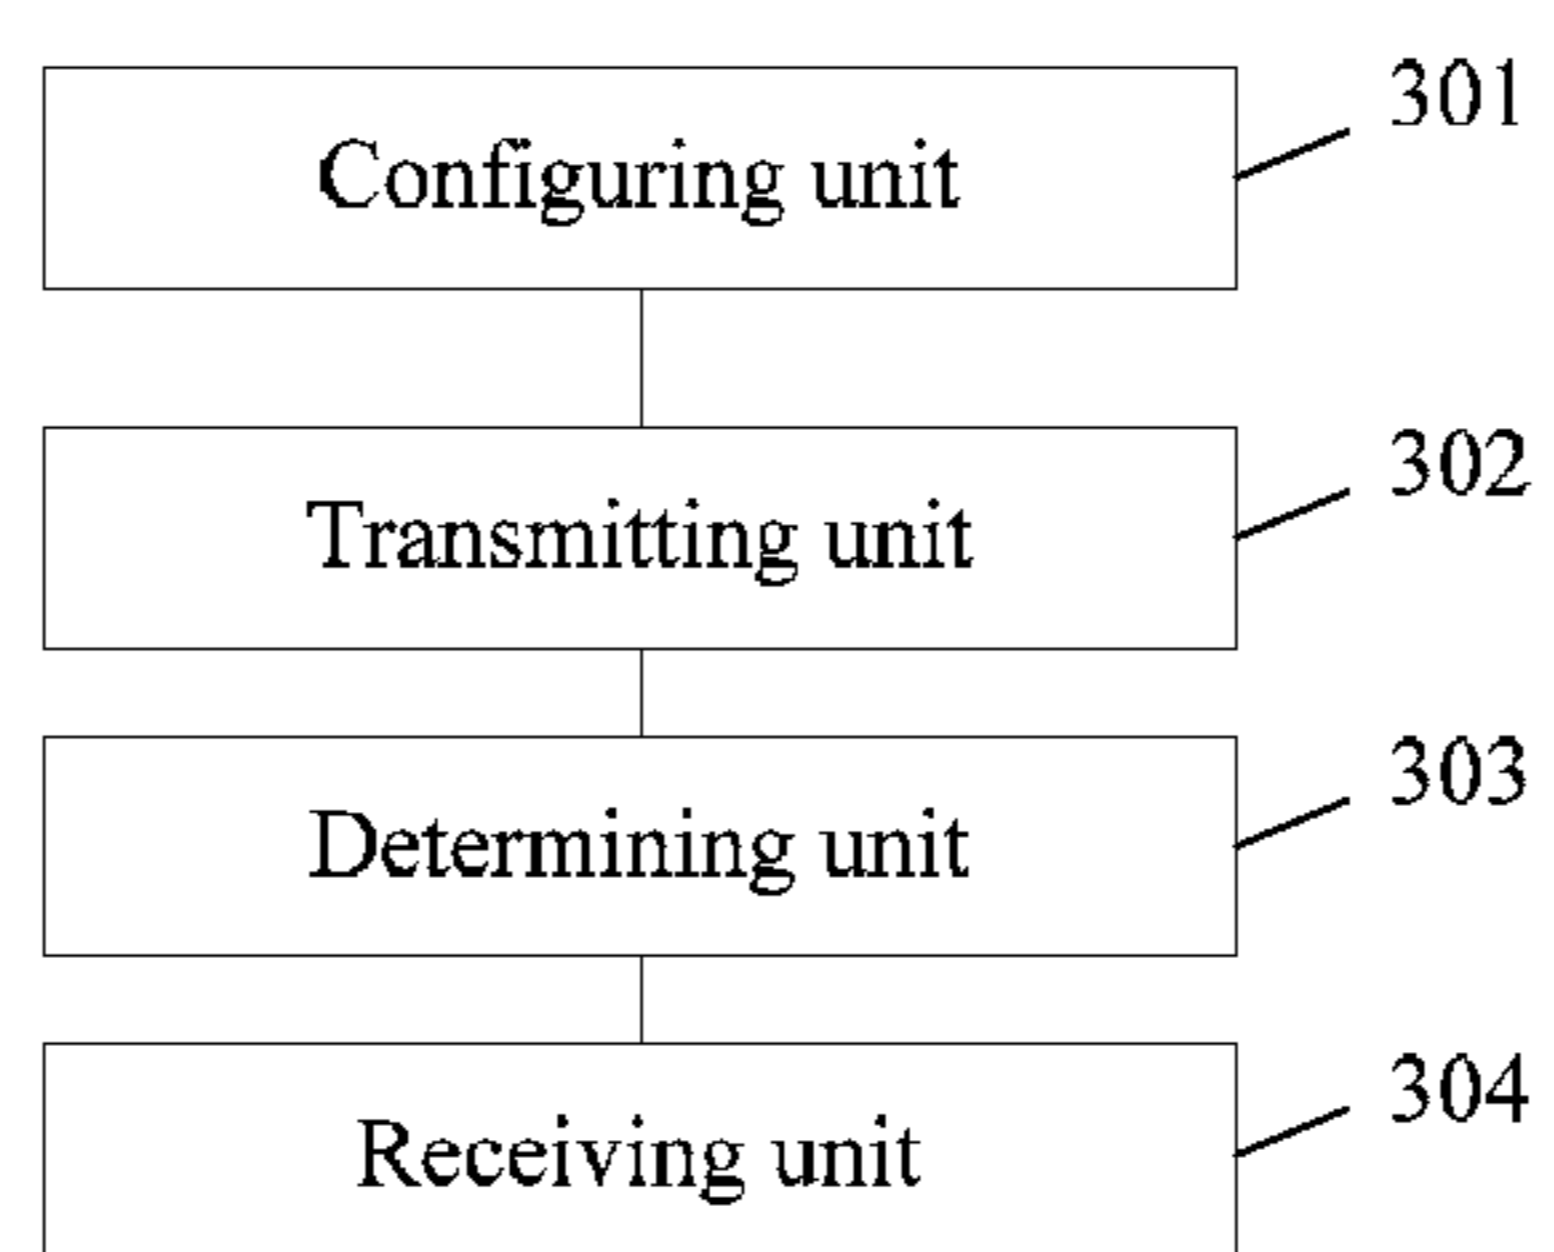 301
Configuring unit
302
Transmitting unit
303
Determining unit
304
Receiving unit